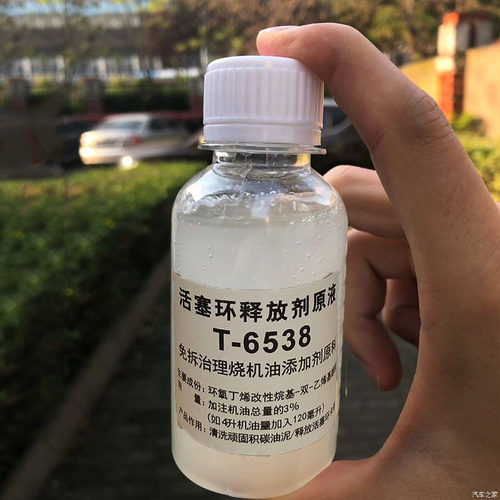 活塞环释放剂原液
T-6538
免拆治理烧机油添加剂原料
主要成份：环氧丁烯改性烷基-双-乙烯基
用 量：加注机油总量的3%
(如4升机油量加入120毫升)
产品作用：清洗顽固积碳油泥/释放活塞环
汽车之家